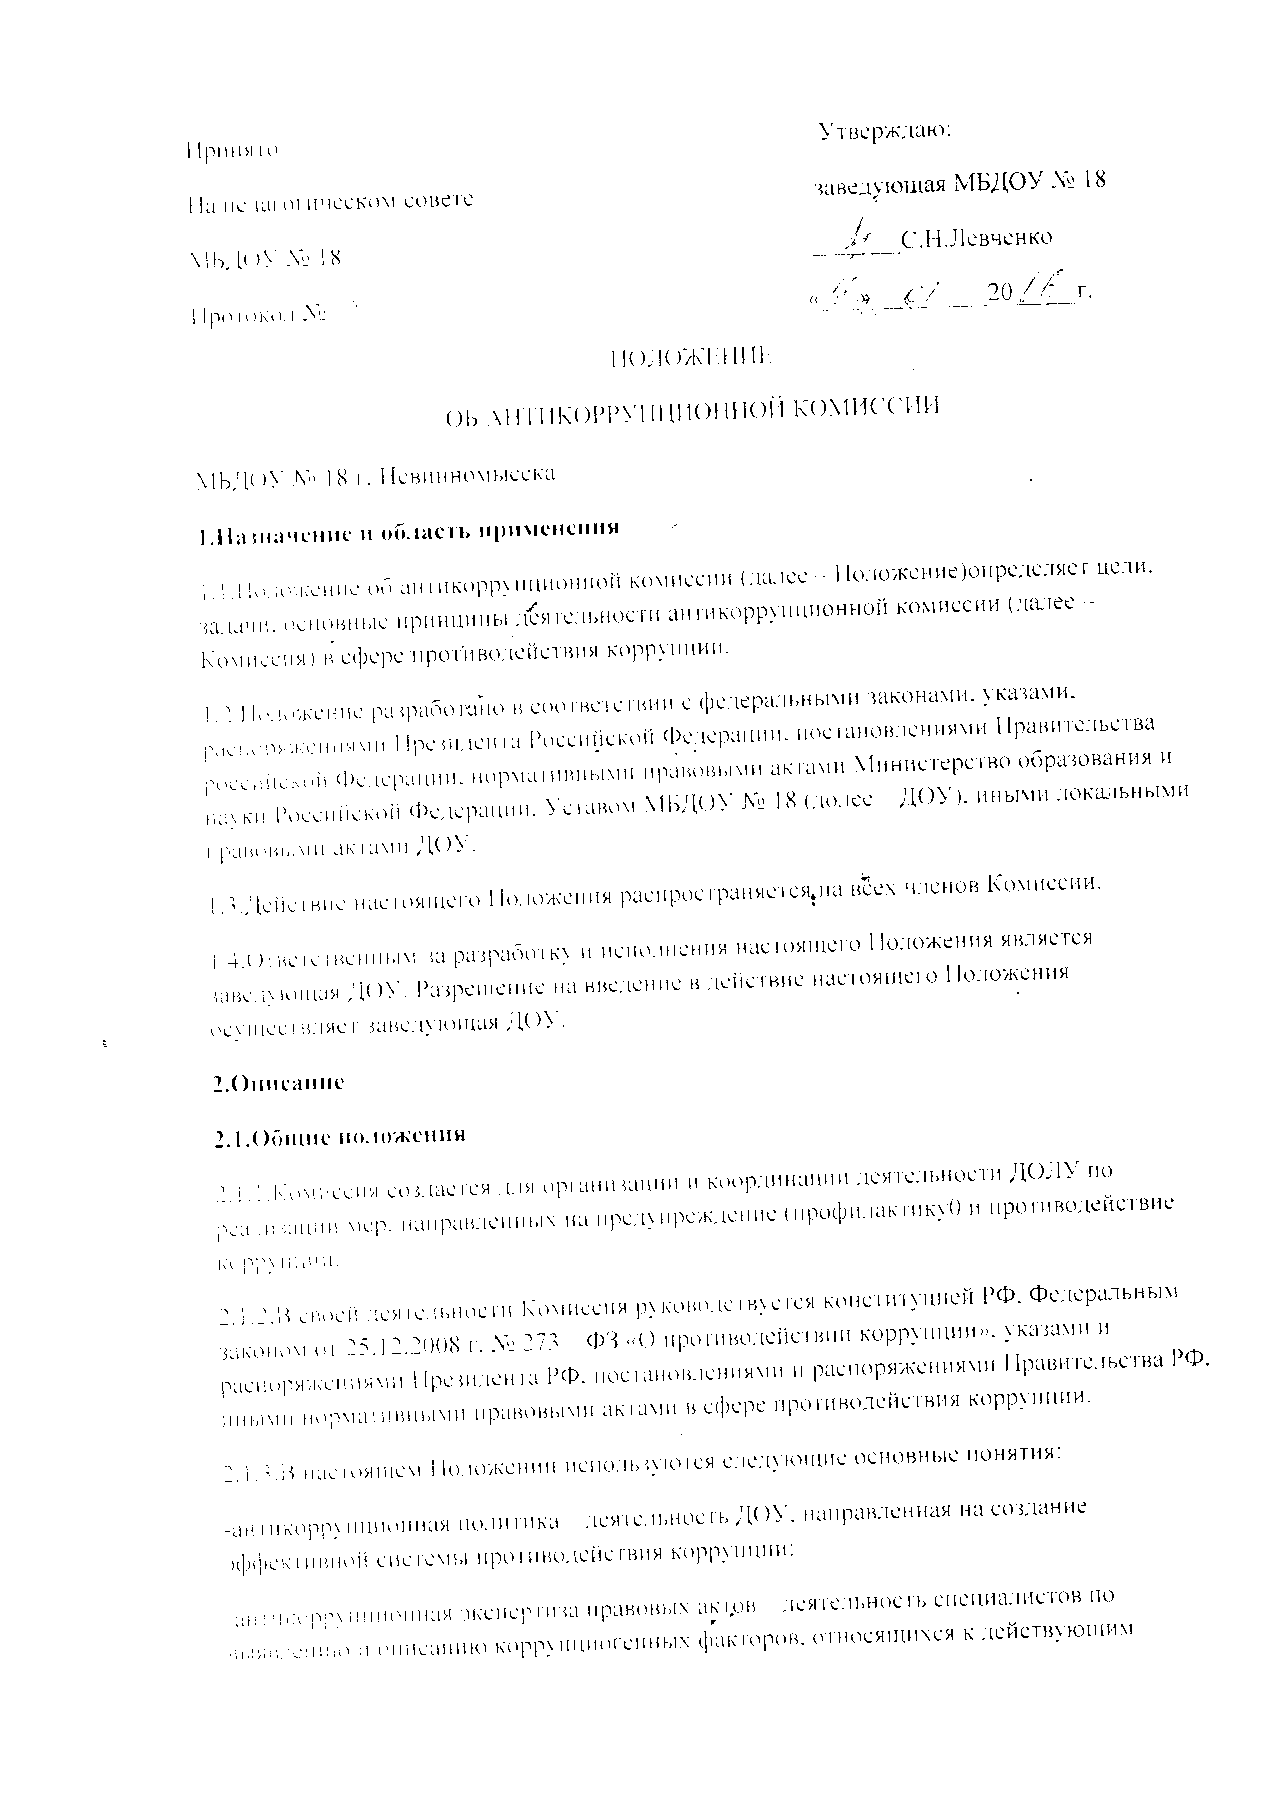 Принято
На педагогическом совете
МБДОУ № 18
Протокол №
Утверждаю:
заведующая МБДОУ № 18
С.Н.Левченко
« » 20 г.
ПОЛОЖЕНИЕ
ОБ АНТИКОРРУПЦИОННОЙ КОМИССИИ
МБДОУ № 18 г. Невинномысска
1.Назначение и область применения
1.1.Положение об антикоррупционной комиссии (далее – Положение)определяет цели,
задачи, основные принципы деятельности антикоррупционной комиссии (далее –
Комиссия) в сфере противодействия коррупции.
1.2.Положение разработано в соответствии с федеральными законами, указами,
распоряжениями Президента Российской Федерации, постановлениями Правительства
российской Федерации, нормативными правовыми актами Министерство образования и
науки Российской Федерации, Уставом МБДОУ № 18 (долее – ДОУ), иными локальными
правовыми актами ДОУ.
1.3.Действие настоящего Положения распространяется на всех членов Комиссии.
1.4.Ответственным за разработку и исполнения настоящего Положения является
заведующая ДОУ. Разрешение на введение в действие настоящего Положения
осуществляет заведующая ДОУ.
2.Описание
2.1.Общие положения
2.1.1.Комиссия создается для организации и координации деятельности ДОЛУ по
реализации мер, направленных на предупреждение (профилактику0 и противодействие
коррупции.
2.1.2.В своей деятельности Комиссия руководствуется конституцией РФ, Федеральным
законом от 25.12.2008 г. № 273 – ФЗ «О противодействии коррупции», указами и
распоряжениями Президента РФ, постановлениями и распоряжениями Правительства РФ,
иными нормативными правовыми актами в сфере противодействия коррупции.
2.1.3.В настоящем Положении используются следующие основные понятия:
-антикоррупционная политика – деятельность ДОУ, направленная на создание
эффективной системы противодействия коррупции;
-антикоррупционная экспертиза правовых актов – деятельность специалистов по
выявлению и описанию коррупциогенных факторов, относящихся к действующим